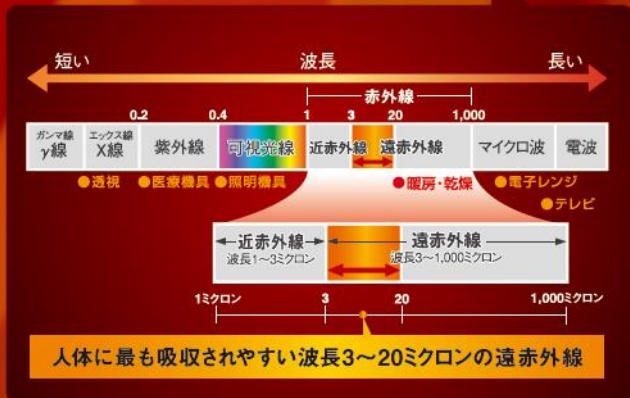 短い 波長 長い
赤外線
0.2 0.4 1 3 20 1,000
ガンマ線 エックス線
γ線 X線 紫外線 可視光線 近赤外線 遠赤外線 マイクロ波 電波
●透視 ●医療機具 ●照明機具 ●暖房・乾燥 ●電子レンジ
●テレビ
近赤外線 遠赤外線
波長1〜3ミクロン 波長3〜1,000ミクロン
1ミクロン 3 20 1,000ミクロン
人体に最も吸収されやすい波長3〜20ミクロンの遠赤外線